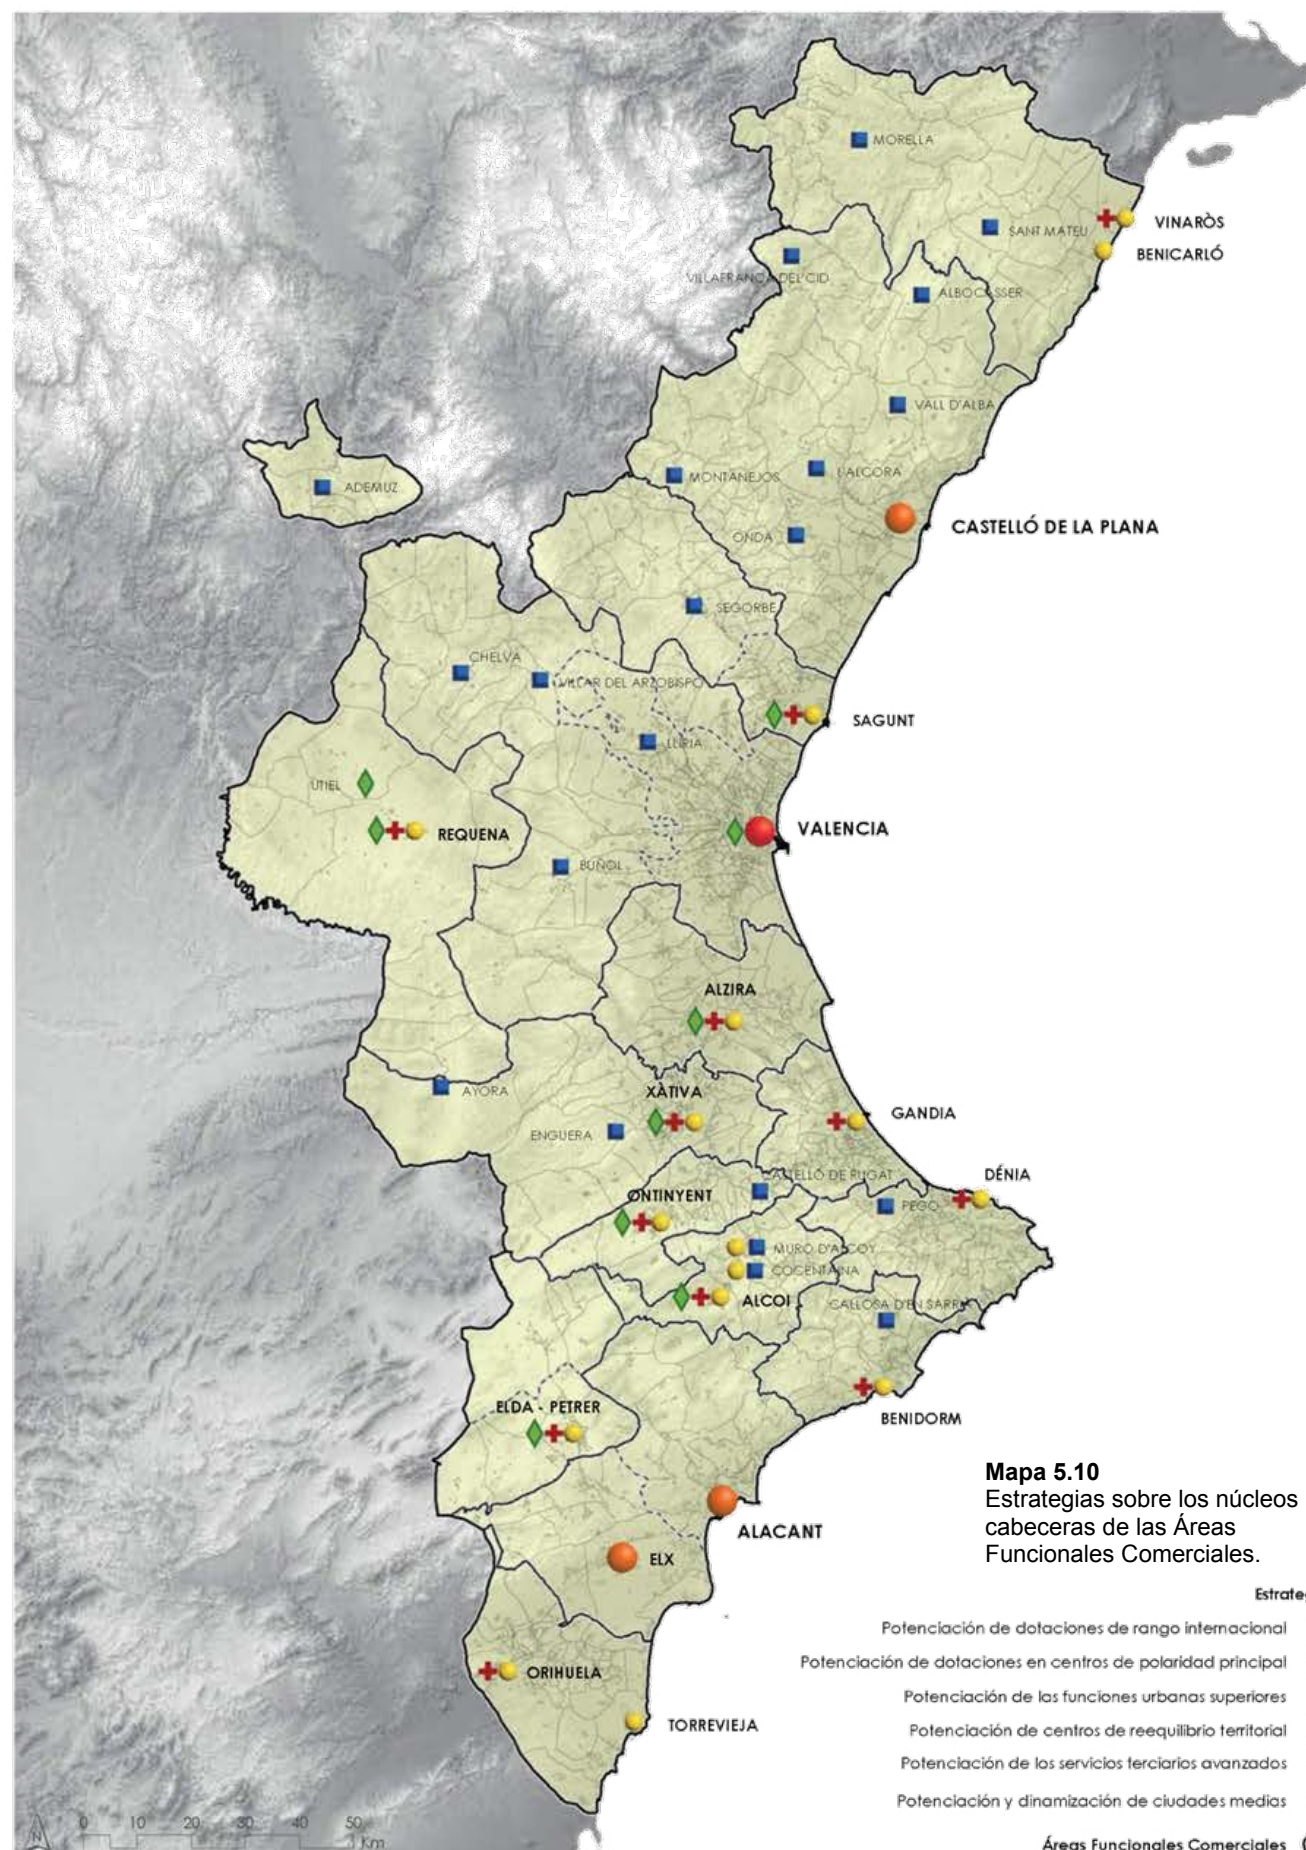 MORELLA
VINARÒS
SANT MATEU
BENICARLÓ
VILLAFRANCA DEL CID
ALBOCÀSSER
VALL D'ALBA
MONTANEJOS
L'ALCORA
ADEMUZ
CASTELLÓ DE LA PLANA
ONDA
SEGORBE
CHELVA
VILLAR DEL ARZOBISPO
SAGUNT
LLÍRIA
UTIEL
REQUENA
VALENCIA
BUÑOL
ALZIRA
AYORA
XÀTIVA
GANDIA
ENGUERA
DÉNIA
CASTELLÓ DE RUGAT
ONTINYENT
PEGO
MURO D'ALCOY
COCENTAINA
ALCOI
CALLOSA D'EN SARRIÀ
ELDA - PETRER
BENIDORM
Mapa 5.10
Estrategias sobre los núcleos
cabeceras de las Áreas
Funcionales Comerciales.
ALACANT
ELX
Estrateg
Potenciación de dotaciones de rango internacional
Potenciación de dotaciones en centros de polaridad principal
ORIHUELA
Potenciación de las funciones urbanas superiores
TORREVIEJA
Potenciación de centros de reequilibrio territorial
Potenciación de los servicios terciarios avanzados
Potenciación y dinamización de ciudades medias
0 10 20 30 40 50
Km
N
Áreas Funcionales Comerciales